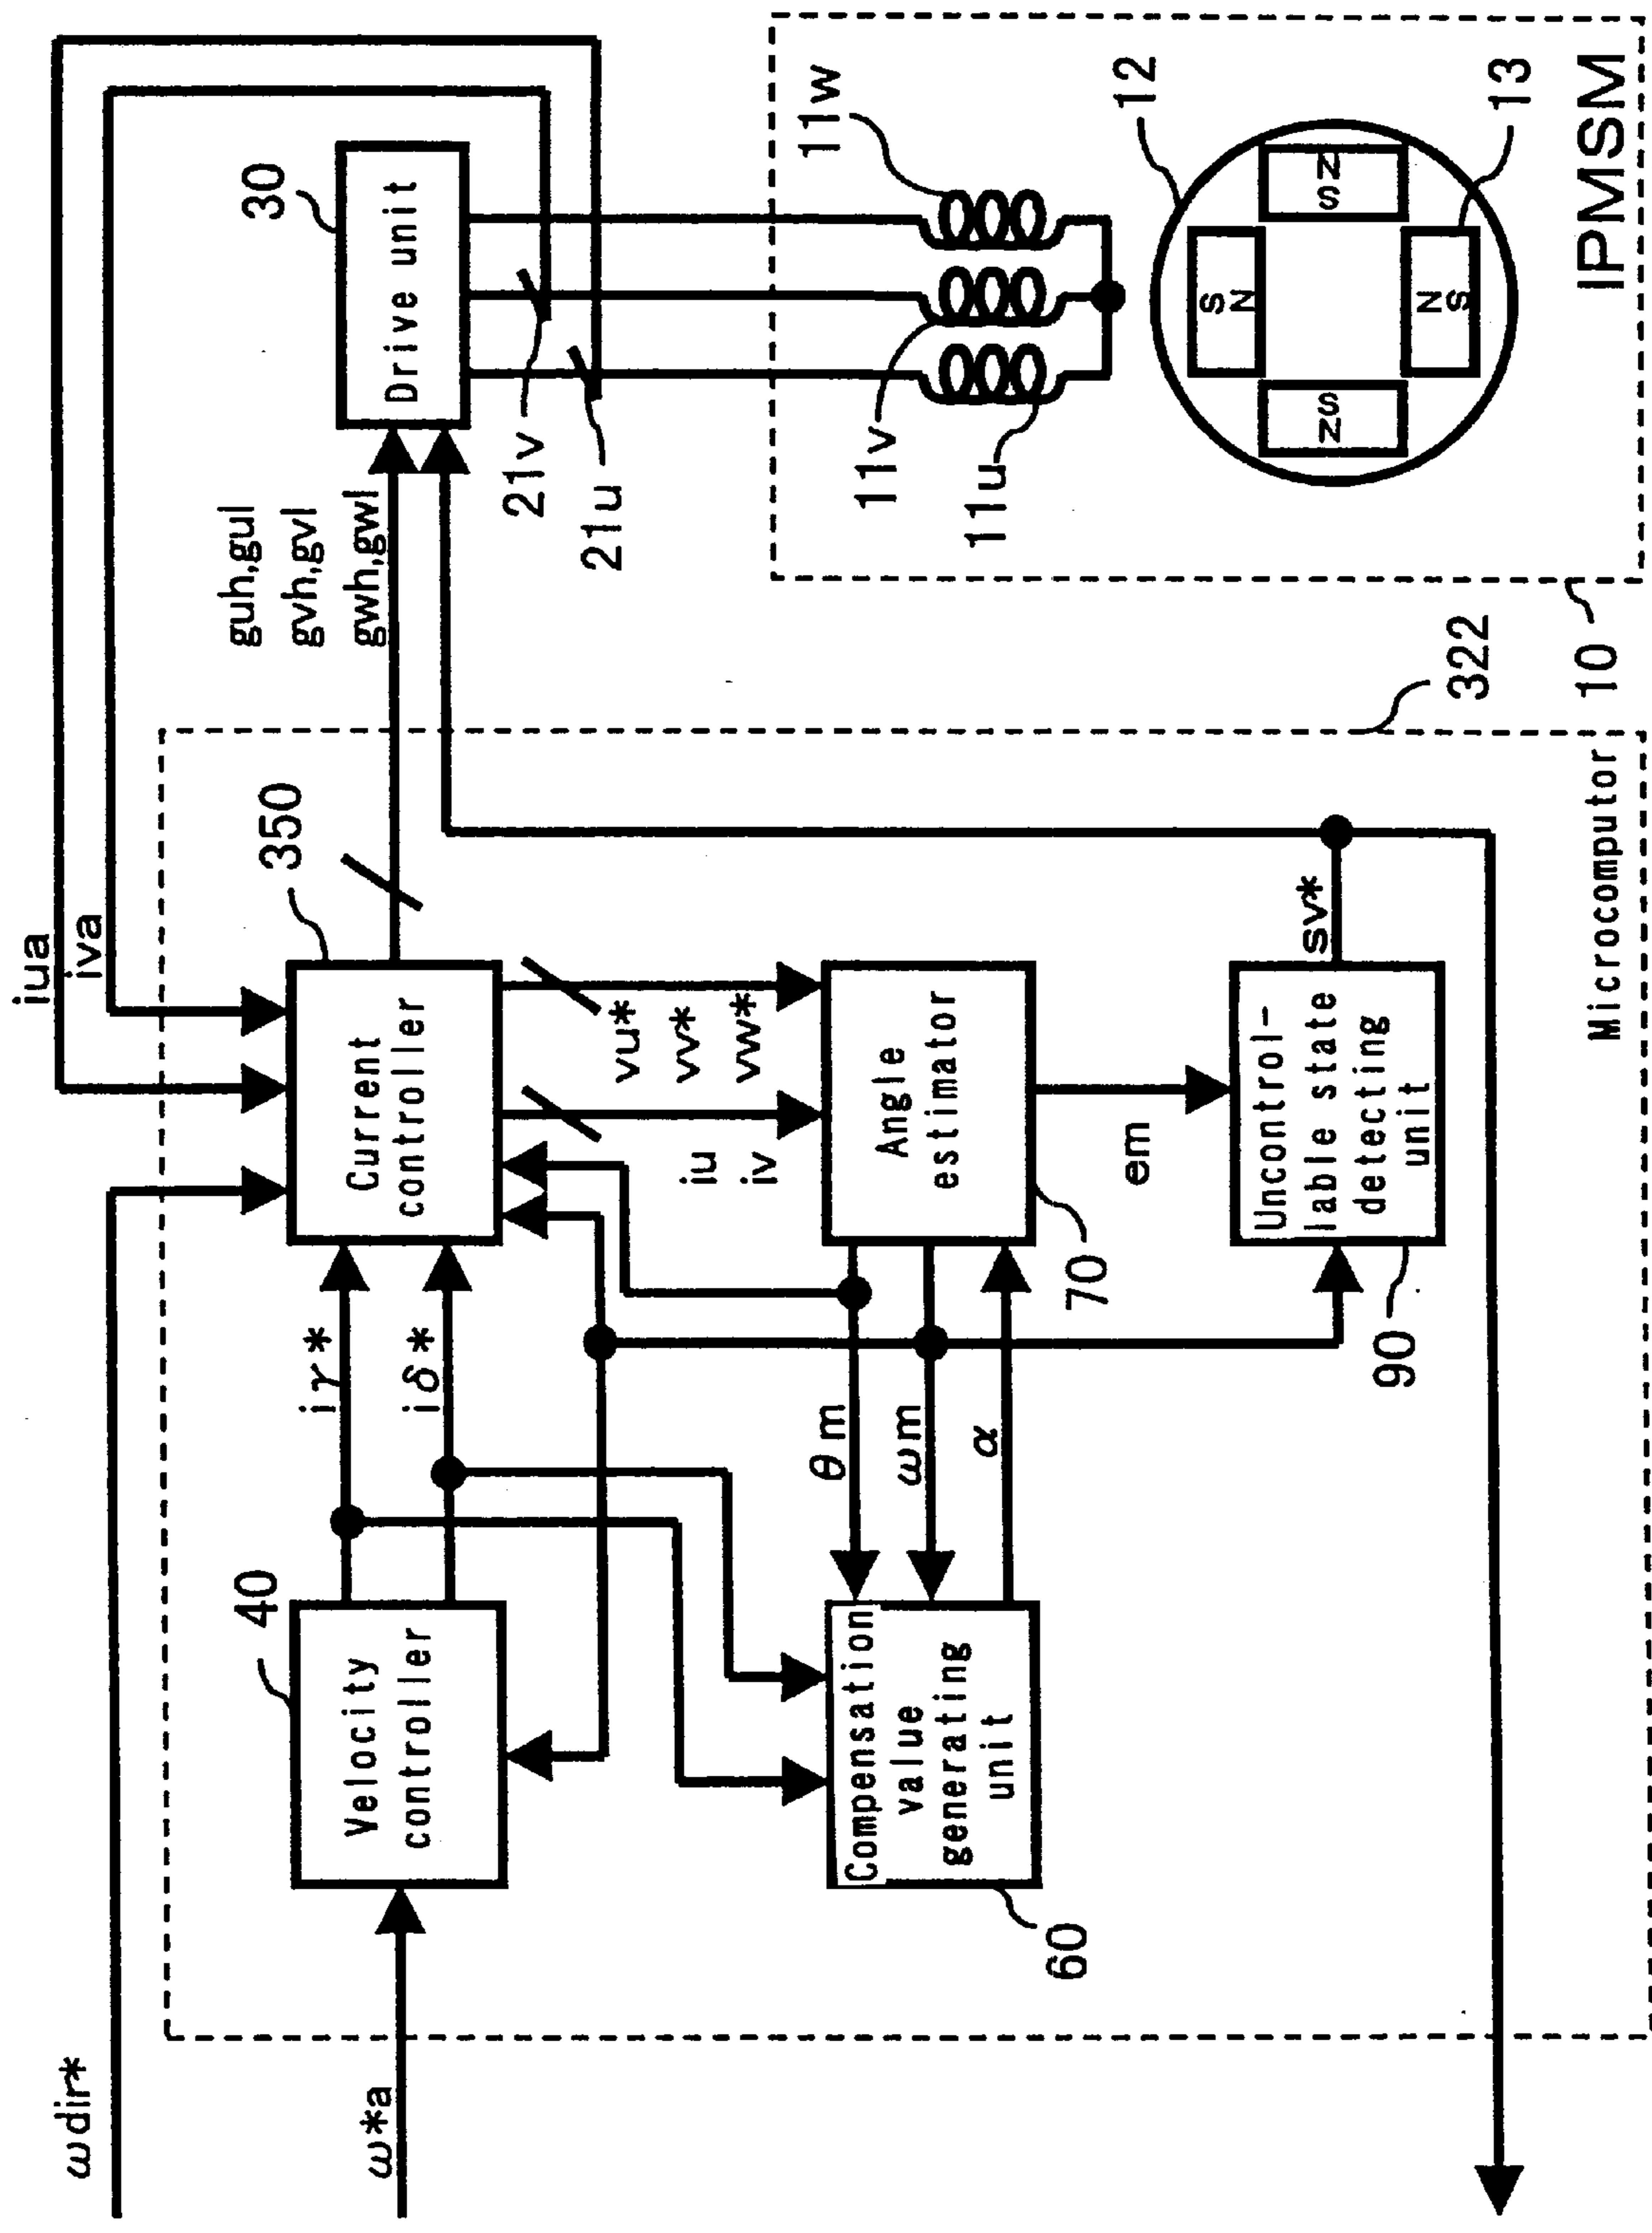 ωdir*
ω*a
iua
iva
40
Velocity
controller
iγ*
iδ*
350
Current
controller
guh,gul
gvh,gvl
gwh,gwl
30
Drive unit
21v
21u
vu*
vv*
vw*
iu
iv
60
Compensation
value
generating
unit
θm
ωm
α
70
Angle
estimator
em
90
Uncontrol-
lable state
detecting
unit
sv*
Microcomputor
322
10
11w
11v
11u
12
13
S
N
N
S
N
S
S
N
IPMSM